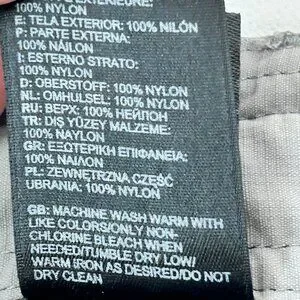 100% NYLON
E: TELA EXTERIOR: 100% NILÓN
P: PARTE EXTERNA:
100% NÁILON
I: ESTERNO STRATO:
100% NYLON
D: OBERSTOFF: 100% NYLON
NL: OMHULSEL: 100% NYLON
RU: ВЕРХ: 100% НЕЙЛОН
TR: DIŞ YÜZEY MALZEME:
100% NAYLON
GR: ΕΞΩΤΕΡΙΚΗ ΕΠΙΦΑΝΕΙΑ:
100% ΝΑΙΛΟΝ
PL: ZEWNĘTRZNA CZĘŚĆ
UBRANIA: 100% NYLON
GB: MACHINE WASH WARM WITH
LIKE COLORS/ONLY NON-
CHLORINE BLEACH WHEN
NEEDED/TUMBLE DRY LOW/
WARM IRON AS DESIRED/DO NOT
DRY CLEAN